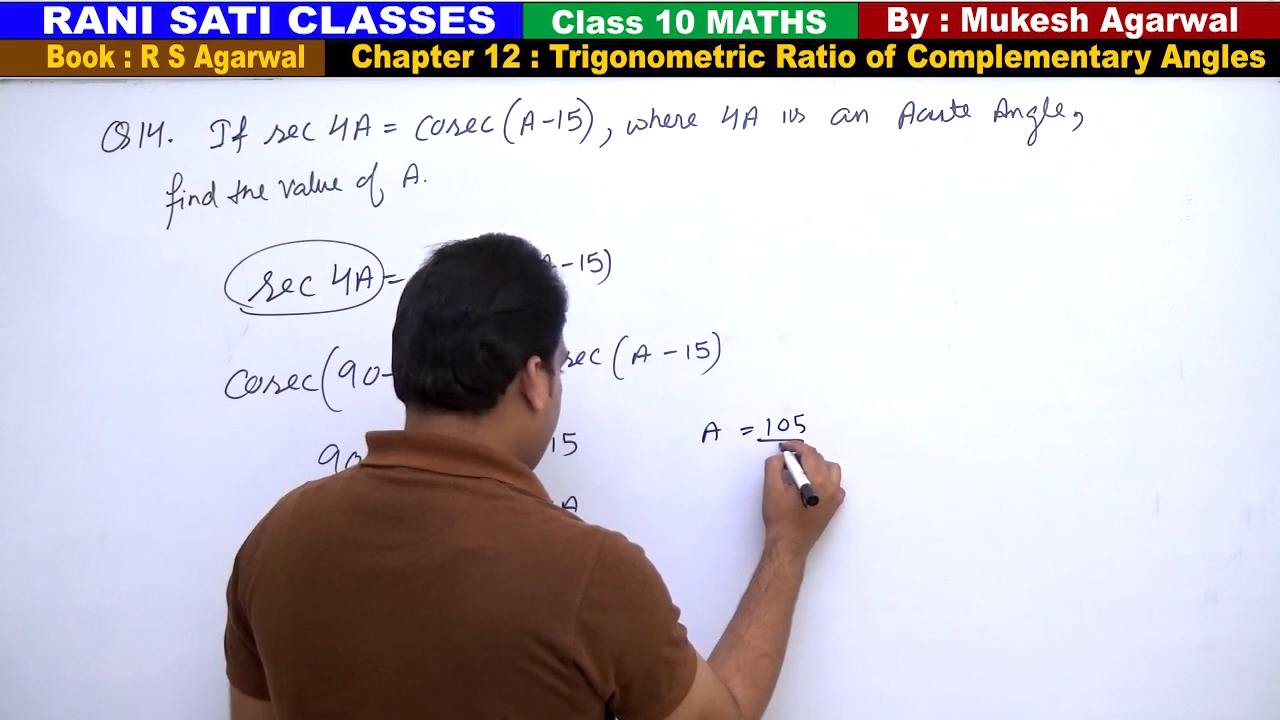 RANI SATI CLASSES Class 10 MATHS By : Mukesh Agarwal
Book : R S Agarwal Chapter 12 : Trigonometric Ratio of Complementary Angles
Q14. If sec 4A = cosec (A-15), where 4A is an Acute Angle,
find the value of A.
sec 4A = -15)
cosec(90- sec (A-15)
A = 105
90 15
A